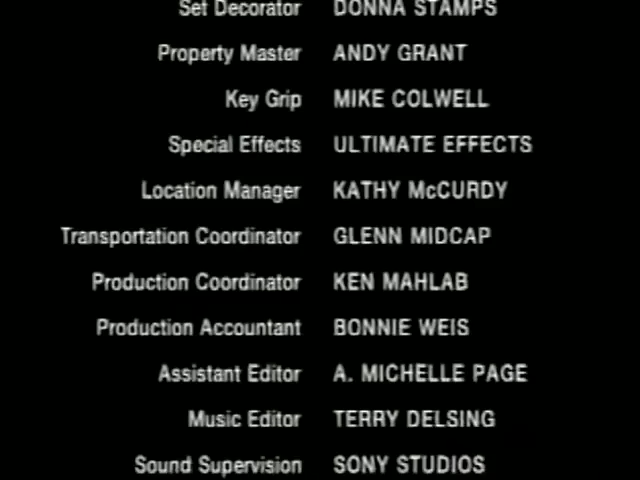 Set Decorator DONNA STAMPS
Property Master ANDY GRANT
Key Grip MIKE COLWELL
Special Effects ULTIMATE EFFECTS
Location Manager KATHY McCURDY
Transportation Coordinator GLENN MIDCAP
Production Coordinator KEN MAHLAB
Production Accountant BONNIE WEIS
Assistant Editor A. MICHELLE PAGE
Music Editor TERRY DELSING
Sound Supervision SONY STUDIOS